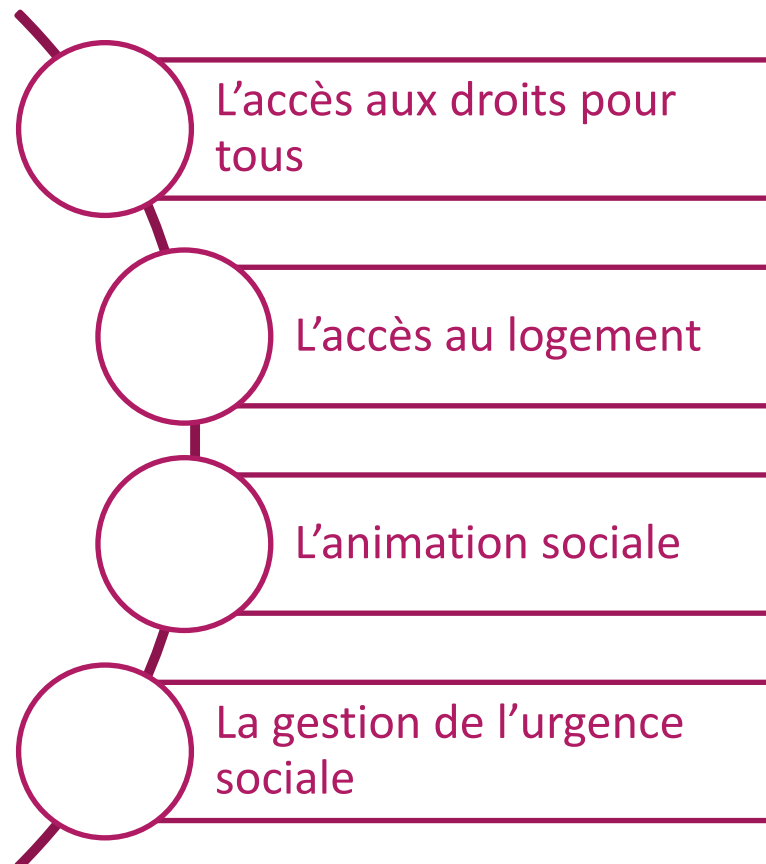 L’accès aux droits pour
tous
L’accès au logement
L’animation sociale
La gestion de l’urgence
sociale